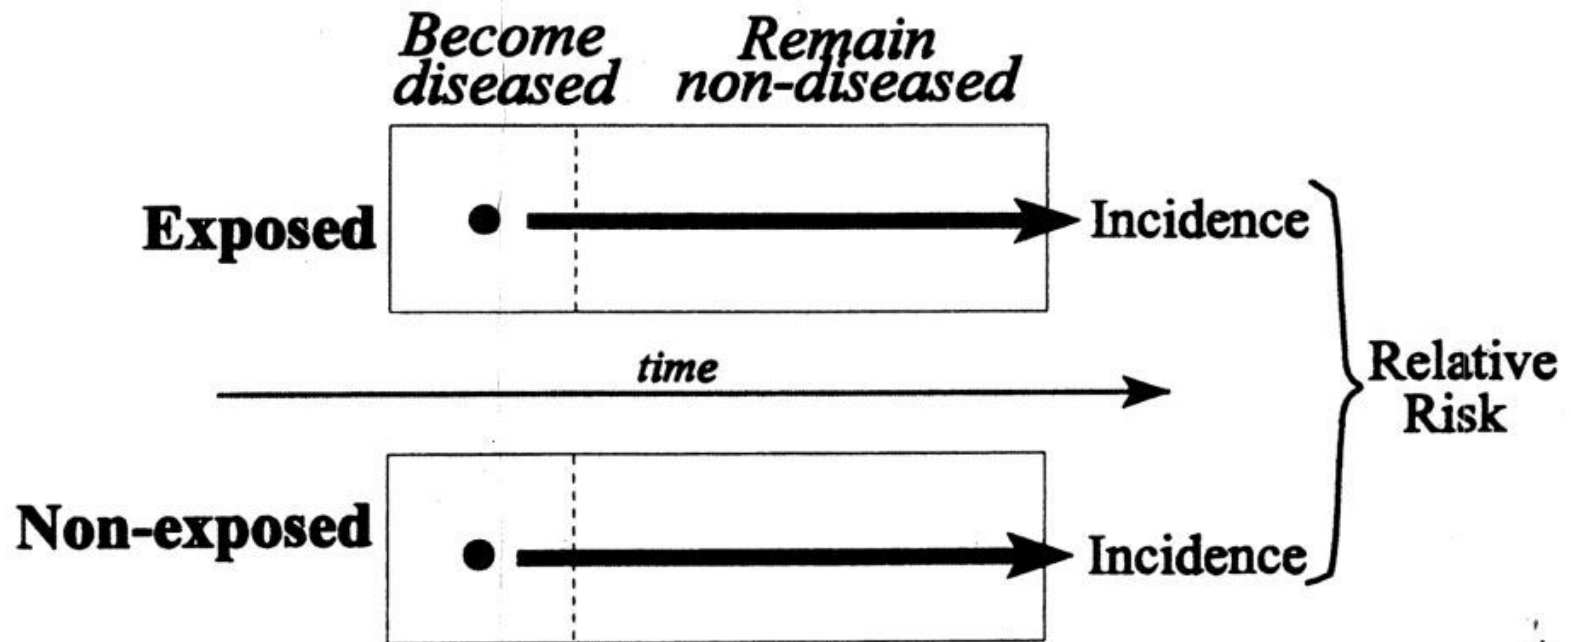 Become
diseased
Remain
non-diseased
Exposed
Incidence
time
Relative
Risk
Non-exposed
Incidence